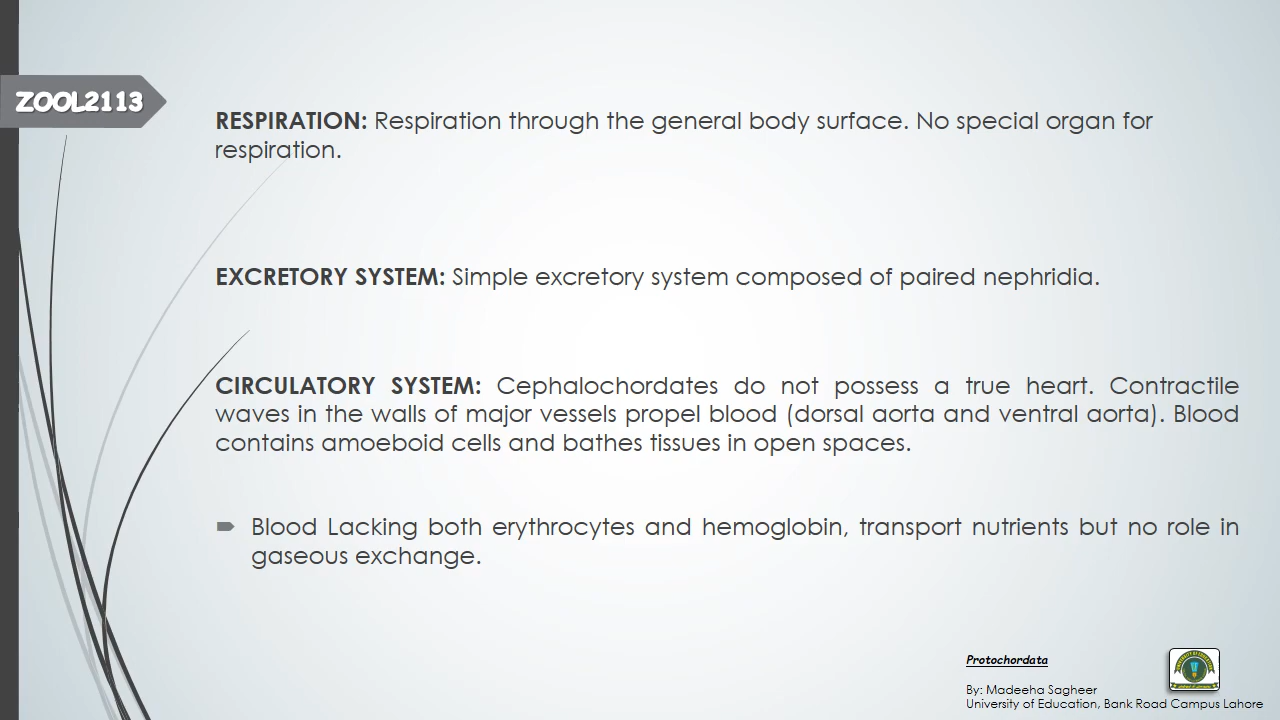 ZOOL2113
RESPIRATION: Respiration through the general body surface. No special organ for
respiration.
EXCRETORY SYSTEM: Simple excretory system composed of paired nephridia.
CIRCULATORY SYSTEM: Cephalochordates do not possess a true heart. Contractile
waves in the walls of major vessels propel blood (dorsal aorta and ventral aorta). Blood
contains amoeboid cells and bathes tissues in open spaces.
Blood Lacking both erythrocytes and hemoglobin, transport nutrients but no role in
gaseous exchange.
Protochordata
By: Madeeha Sagheer
University of Education, Bank Road Campus Lahore